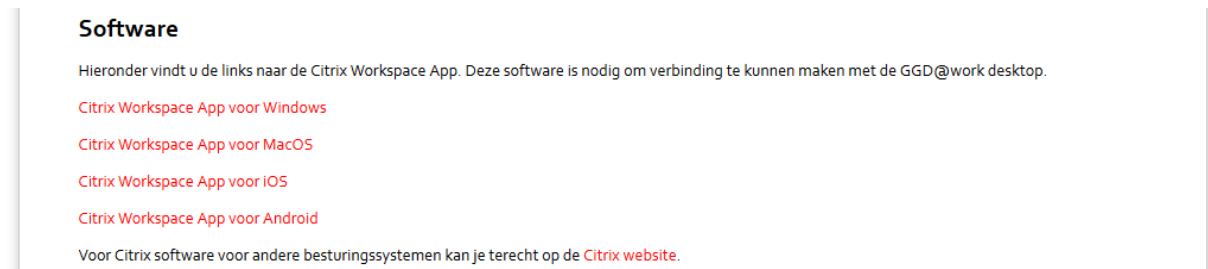 Software
Hieronder vindt u de links naar de Citrix Workspace App. Deze software is nodig om verbinding te kunnen maken met de GGD@work desktop.
Citrix Workspace App voor Windows
Citrix Workspace App voor MacOS
Citrix Workspace App voor iOS
Citrix Workspace App voor Android
Voor Citrix software voor andere besturingssystemen kan je terecht op de Citrix website.